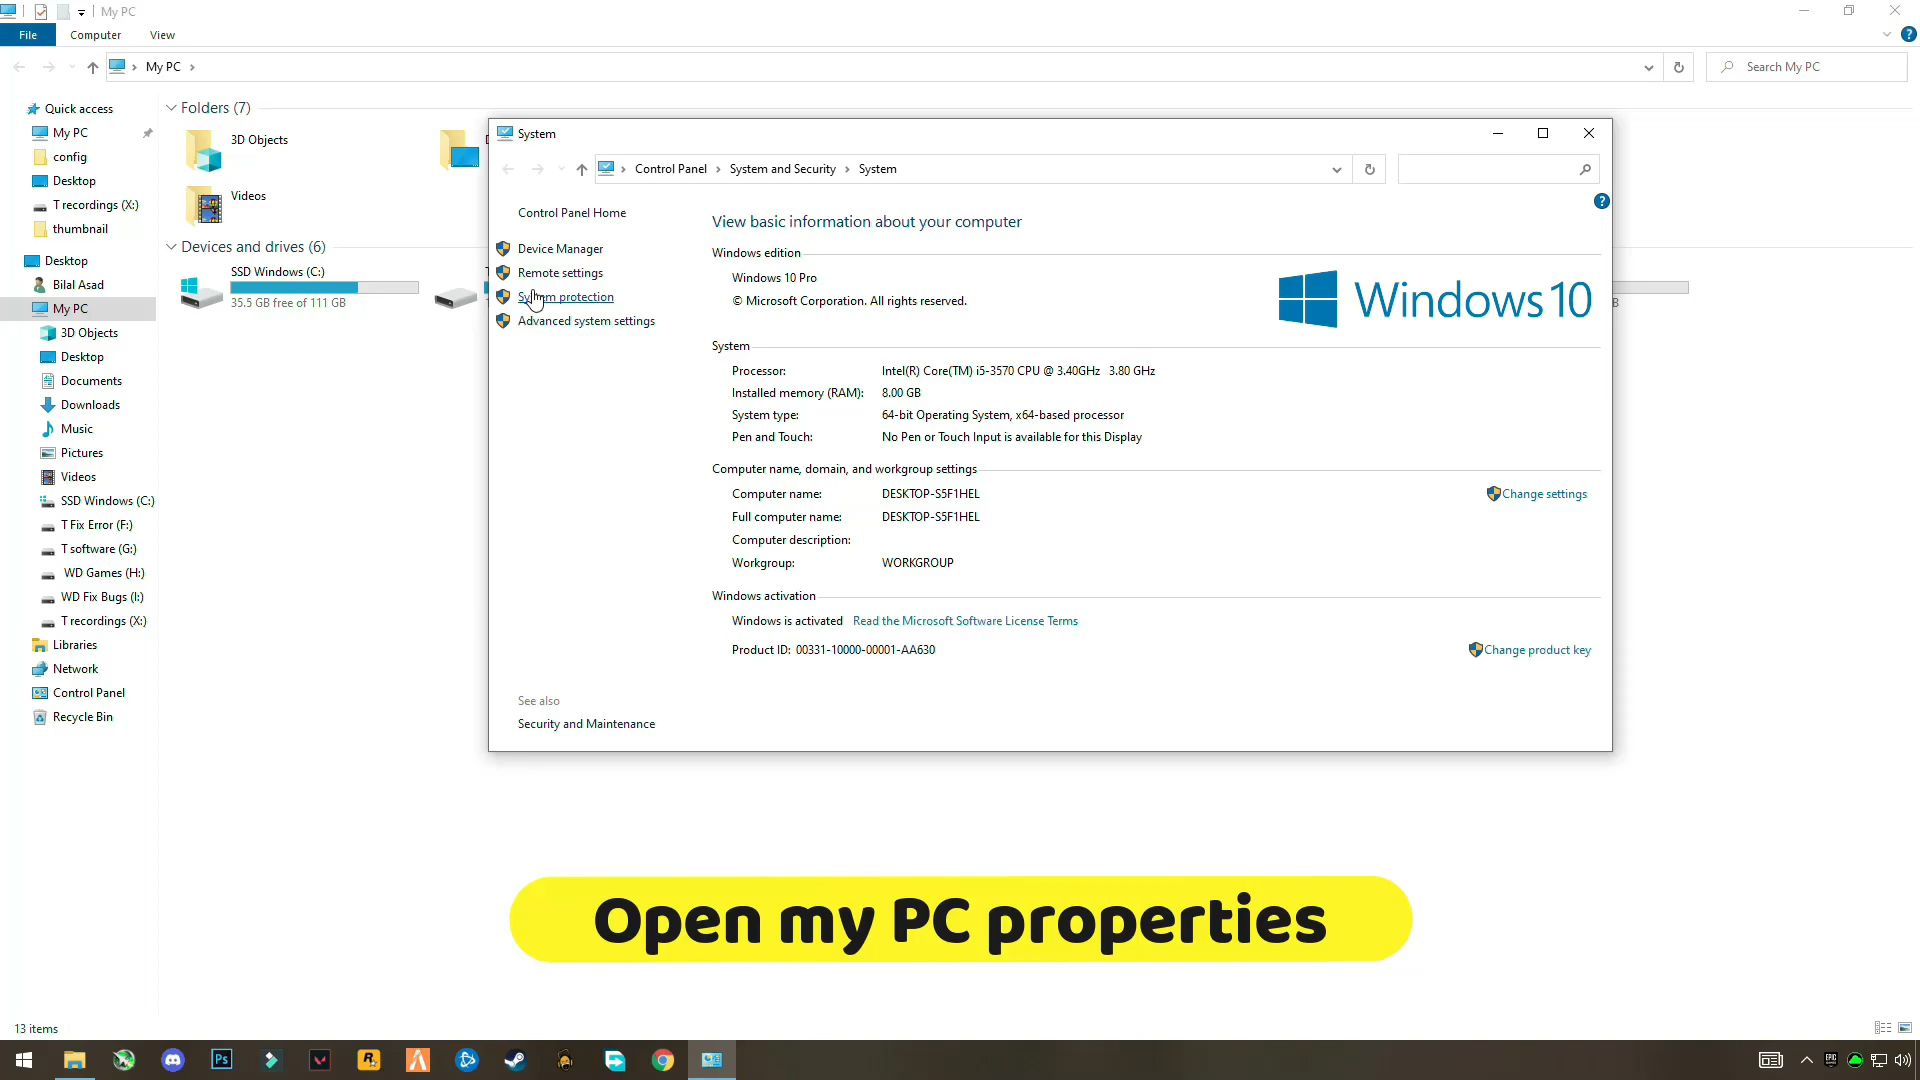 My PC
File
Computer
View
My PC
Search My PC
Quick access
My PC
config
Desktop
T recordings (X:)
thumbnail
Desktop
Bilal Asad
My PC
3D Objects
Desktop
Documents
Downloads
Music
Pictures
Videos
SSD Windows (C:)
T Fix Error (F:)
T software (G:)
WD Games (H:)
WD Fix Bugs (I:)
T recordings (X:)
Libraries
Network
Control Panel
Recycle Bin
Folders (7)
3D Objects
Videos
Devices and drives (6)
SSD Windows (C:)
35.5 GB free of 111 GB
System
Control Panel
System and Security
System
Control Panel Home
Device Manager
Remote settings
System protection
Advanced system settings
View basic information about your computer
Windows edition
Windows 10 Pro
© Microsoft Corporation. All rights reserved.
Windows 10
System
Processor: Intel(R) Core(TM) i5-3570 CPU @ 3.40GHz 3.80 GHz
Installed memory (RAM): 8.00 GB
System type: 64-bit Operating System, x64-based processor
Pen and Touch: No Pen or Touch Input is available for this Display
Computer name, domain, and workgroup settings
Computer name: DESKTOP-S5F1HEL
Change settings
Full computer name: DESKTOP-S5F1HEL
Computer description:
Workgroup: WORKGROUP
Windows activation
Windows is activated Read the Microsoft Software License Terms
Product ID: 00331-10000-00001-AA630
Change product key
See also
Security and Maintenance
Open my PC properties
13 items
Ps
R
EPIC